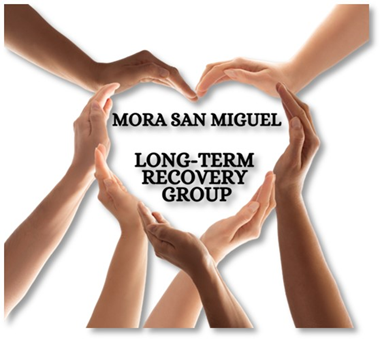 MORA SAN MIGUEL
LONG-TERM
RECOVERY
GROUP